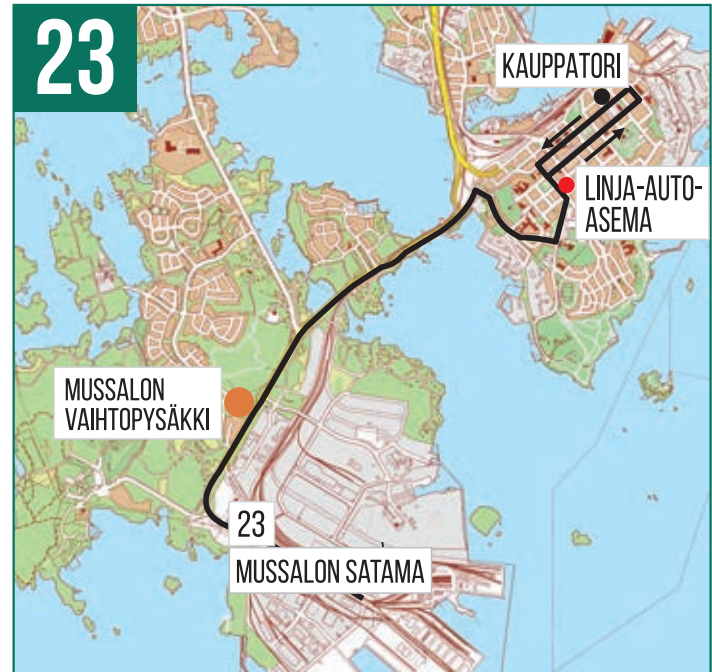 23
KAUPPATORI
LINJA-AUTO-
ASEMA
MUSSALON
VAIHTOPYSÄKKI
23
MUSSALON SATAMA